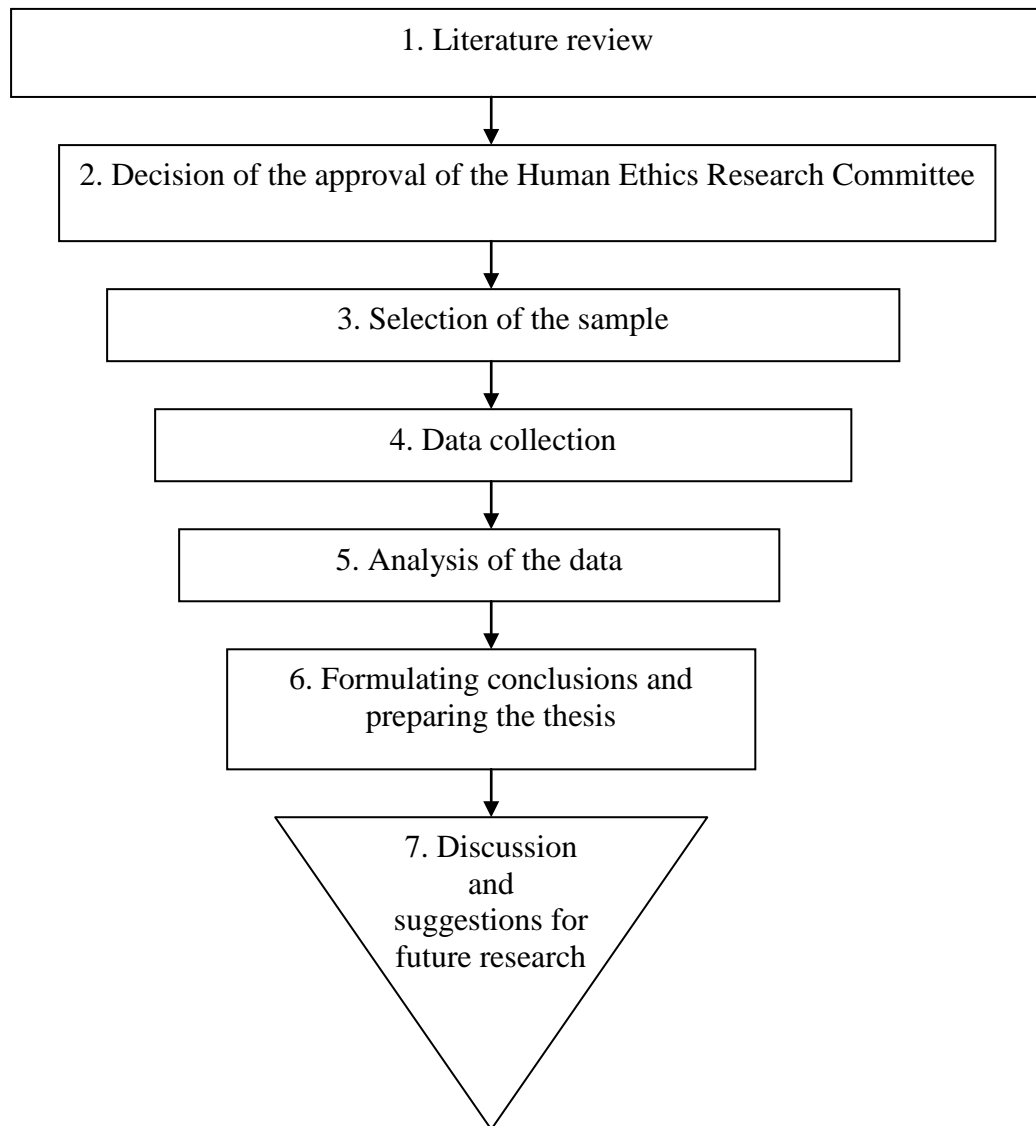 1. Literature review
2. Decision of the approval of the Human Ethics Research Committee
3. Selection of the sample
4. Data collection
5. Analysis of the data
6. Formulating conclusions and
preparing the thesis
7. Discussion
and
suggestions for
future research